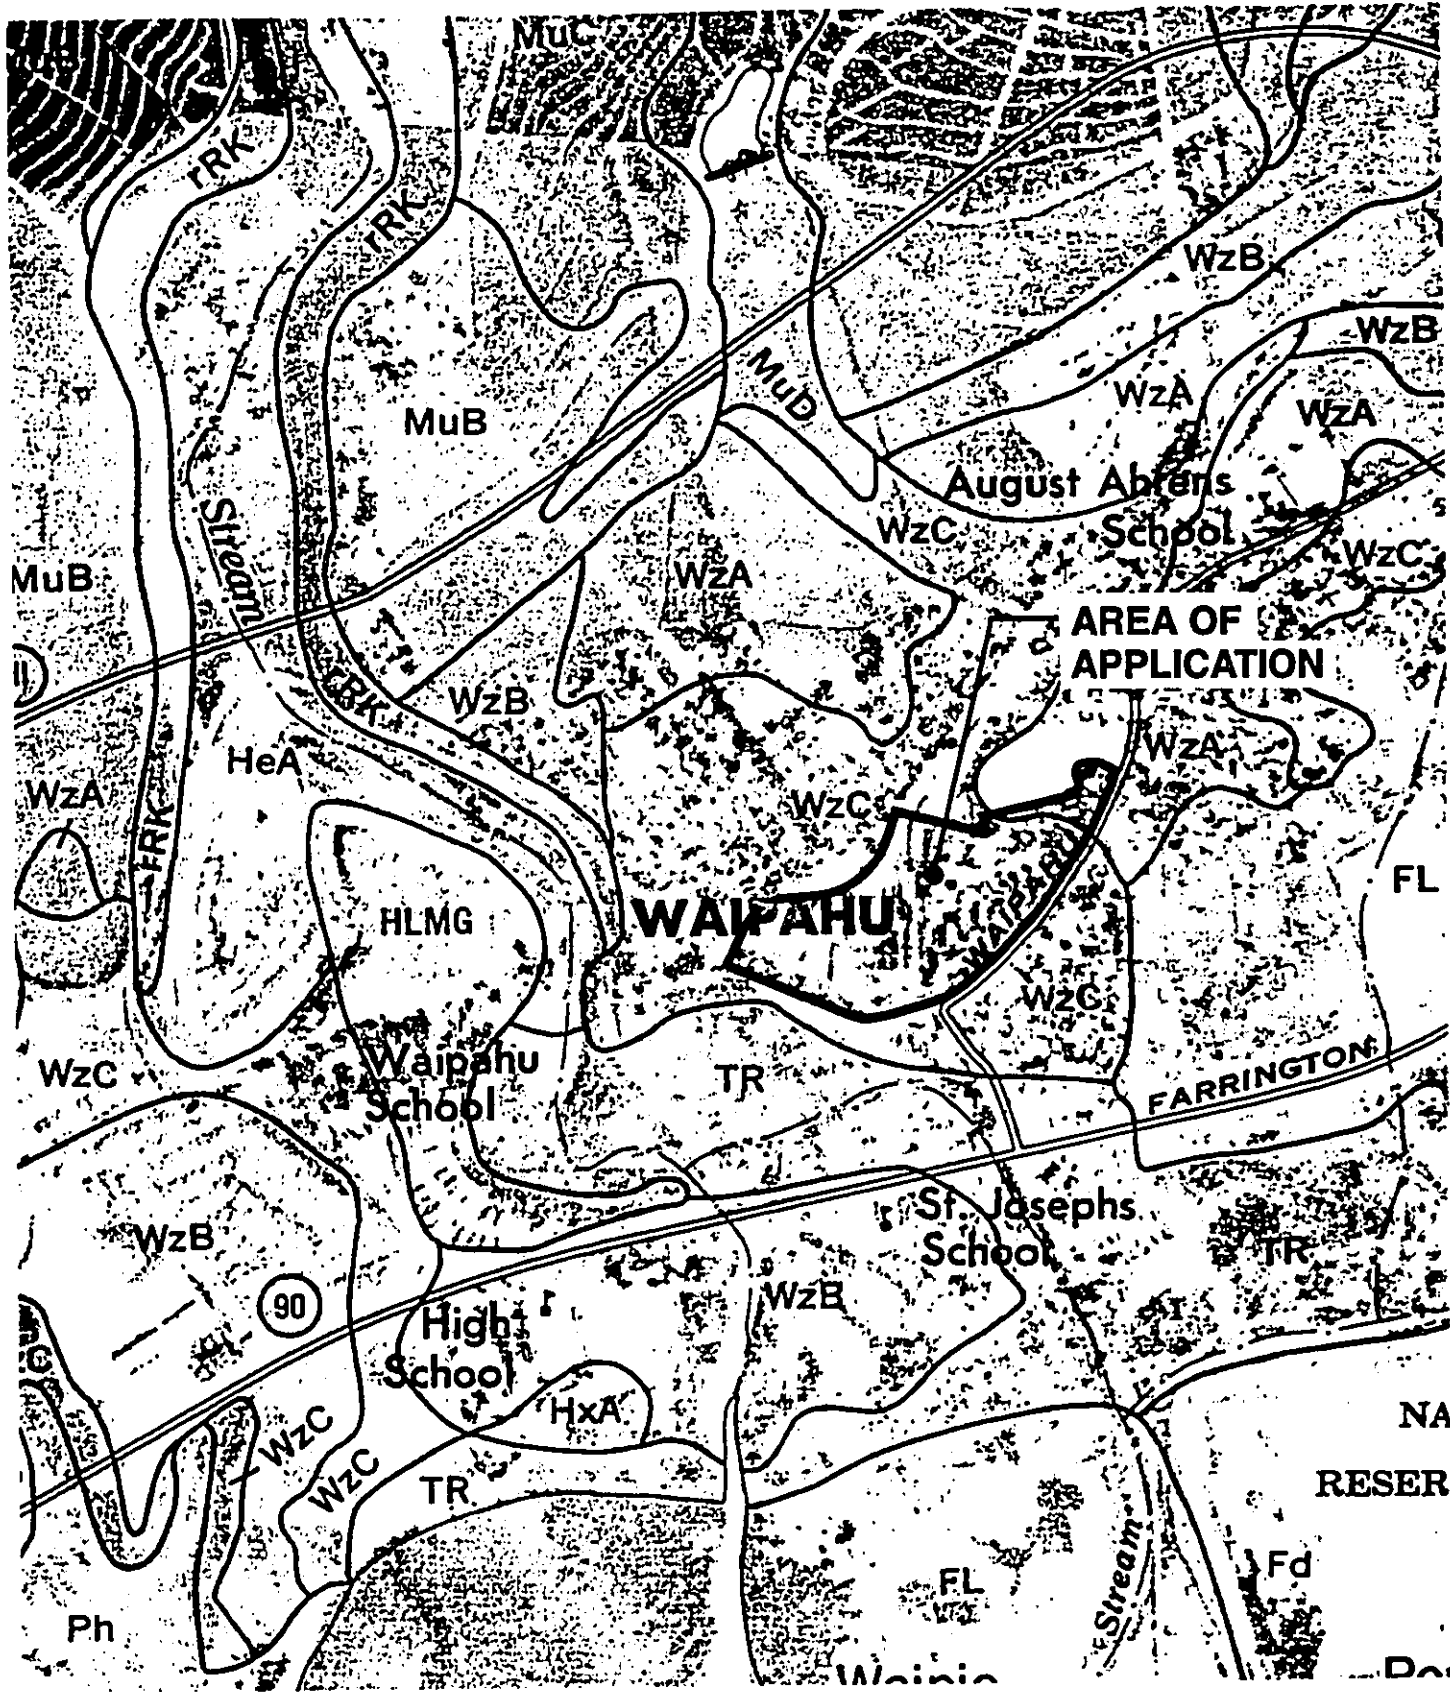 MuC
rRK
rRK
WzB
WzB
MuD
WzA
WzA
MuB
August Ahrens
School
WzC
WzC
Stream
MuB
WzA
AREA OF
APPLICATION
rRK
WzB
WzA
HeA
WzA
WzC
rRK
FL
HLMG
WAIPAHU
WAIPAHU
WzC
Waipahu
School
WzC
TR
FARRINGTON
WzB
St. Josephs
School
TR
90
WzB
High
School
HxA
WzC
WzC
TR
NA
RESER
Stream
FL
Fd
Ph